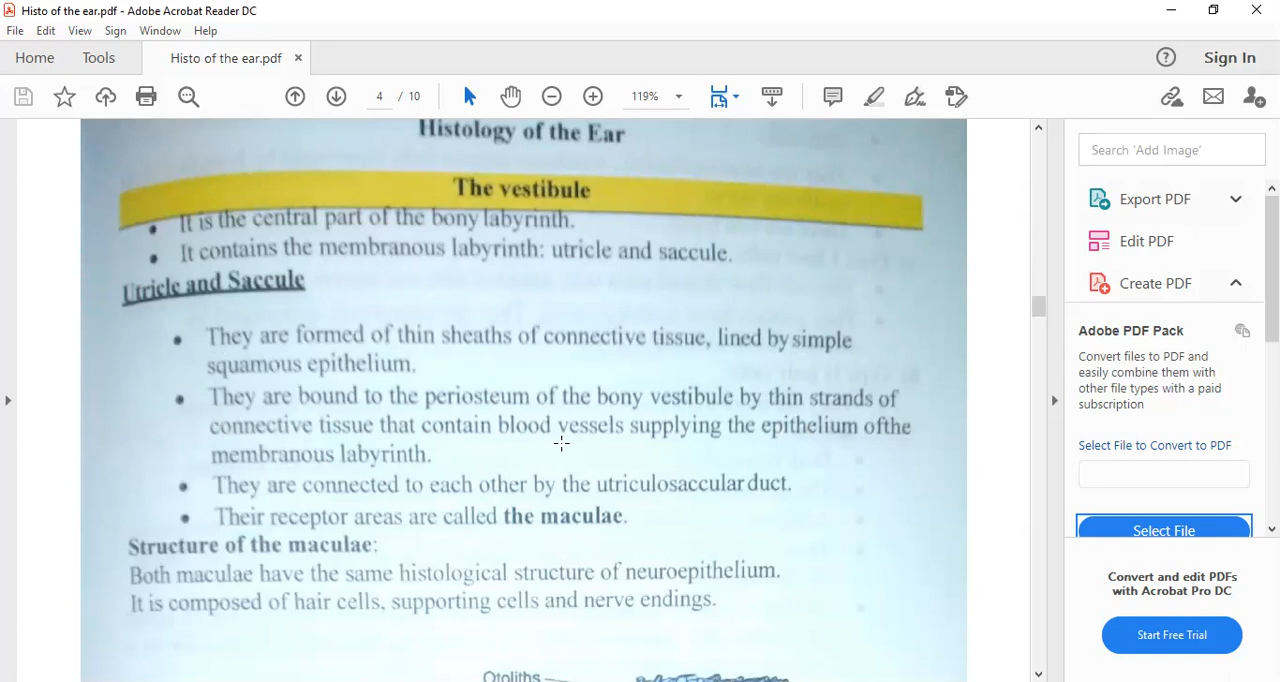 Histo of the ear.pdf - Adobe Acrobat Reader DC
File Edit View Sign Window Help
Home Tools Histo of the ear.pdf × Sign In
4 / 10 119%
Histology of the Ear
The vestibule
• It is the central part of the bony labyrinth.
• It contains the membranous labyrinth: utricle and saccule.
Utricle and Saccule
• They are formed of thin sheaths of connective tissue, lined by simple
squamous epithelium.
• They are bound to the periosteum of the bony vestibule by thin strands of
connective tissue that contain blood vessels supplying the epithelium ofthe
membranous labyrinth.
• They are connected to each other by the utriculosaccular duct.
• Their receptor areas are called the maculae.
Structure of the maculae:
Both maculae have the same histological structure of neuroepithelium.
It is composed of hair cells, supporting cells and nerve endings.
Otoliths
Search 'Add Image'
Export PDF
Edit PDF
Create PDF
Adobe PDF Pack
Convert files to PDF and
easily combine them with
other file types with a paid
subscription
Select File to Convert to PDF
Select File
Convert and edit PDFs
with Acrobat Pro DC
Start Free Trial